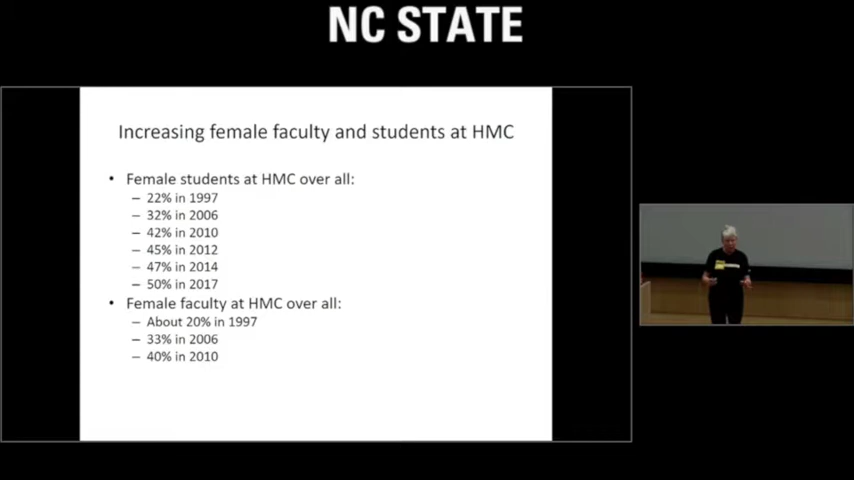 NC STATE
Increasing female faculty and students at HMC
• Female students at HMC over all:
– 22% in 1997
– 32% in 2006
– 42% in 2010
– 45% in 2012
– 47% in 2014
– 50% in 2017
• Female faculty at HMC over all:
– About 20% in 1997
– 33% in 2006
– 40% in 2010